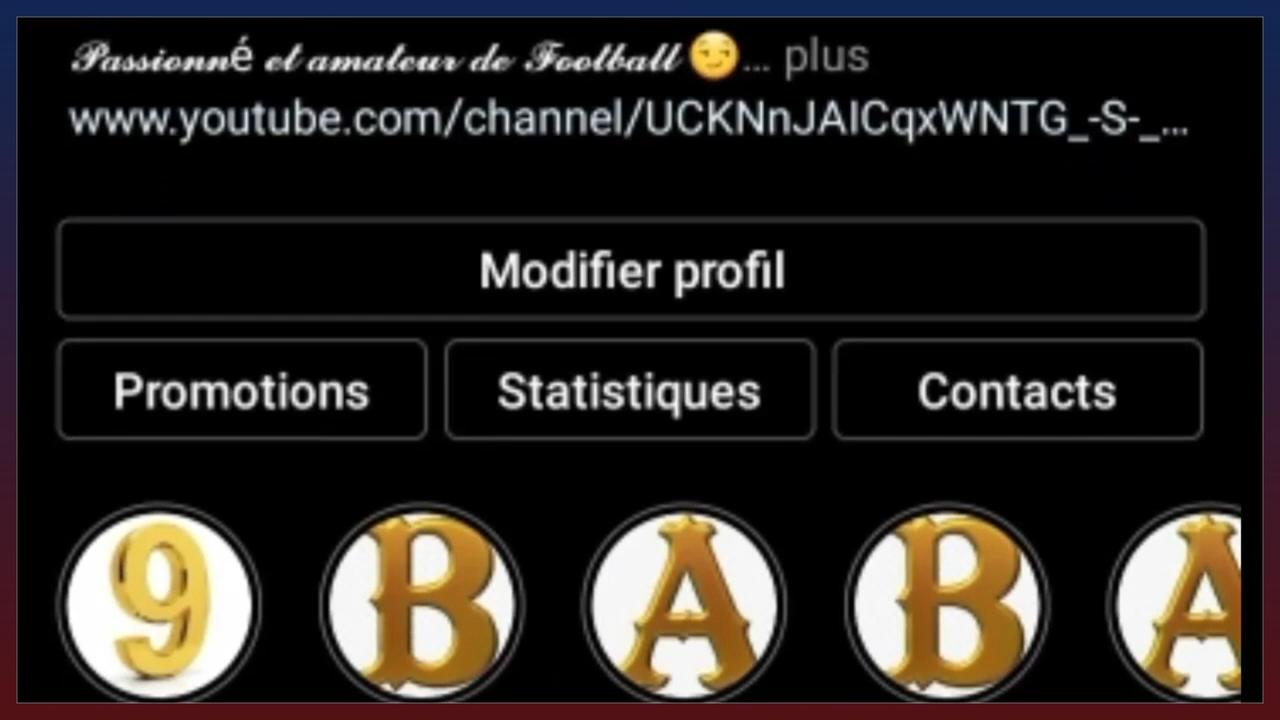 𝓟𝓪𝓼𝓼𝓲𝓸𝓷𝓷é 𝓮𝓽 𝓪𝓶𝓪𝓽𝓮𝓾𝓻 𝓭𝓮 𝓕𝓸𝓸𝓽𝓫𝓪𝓵𝓵 😏... plus
www.youtube.com/channel/UCKNnJAICqxWNTG_-S-_...
Modifier profil
Promotions Statistiques Contacts
9 B A B A